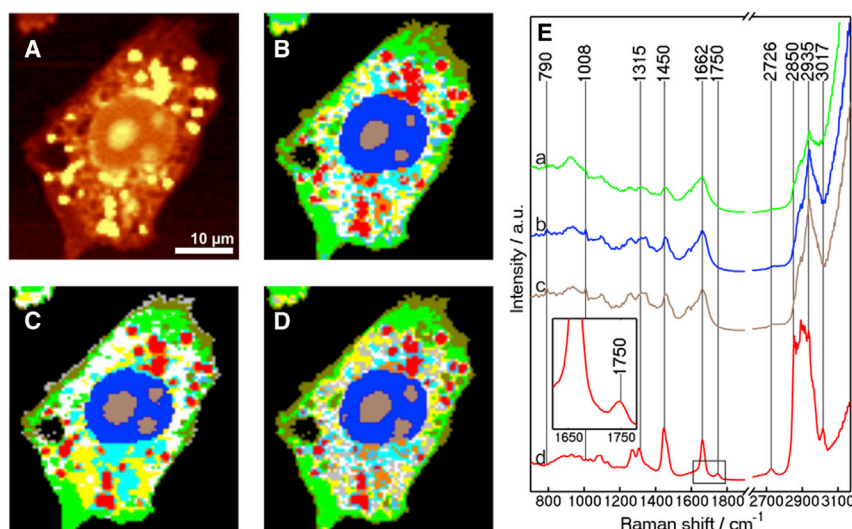 A
B
10 µm
C
D
E
790
1008
1315
1450
1662
1750
2726
2850
2935
3017
a
b
c
d
1750
1650 1750
Intensity / a.u.
800 1000 1200 1400 1600 1800 2700 2900 3100
Raman shift / cm⁻¹